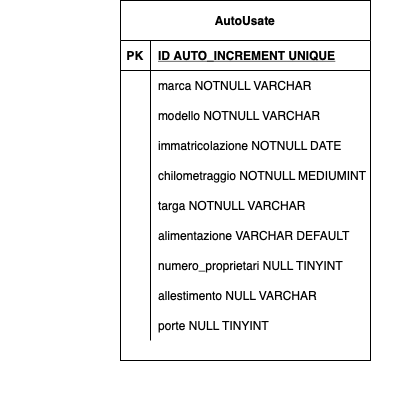 AutoUsate
PK ID AUTO_INCREMENT UNIQUE
marca NOTNULL VARCHAR
modello NOTNULL VARCHAR
immatricolazione NOTNULL DATE
chilometraggio NOTNULL MEDIUMINT
targa NOTNULL VARCHAR
alimentazione VARCHAR DEFAULT
numero_proprietari NULL TINYINT
allestimento NULL VARCHAR
porte NULL TINYINT